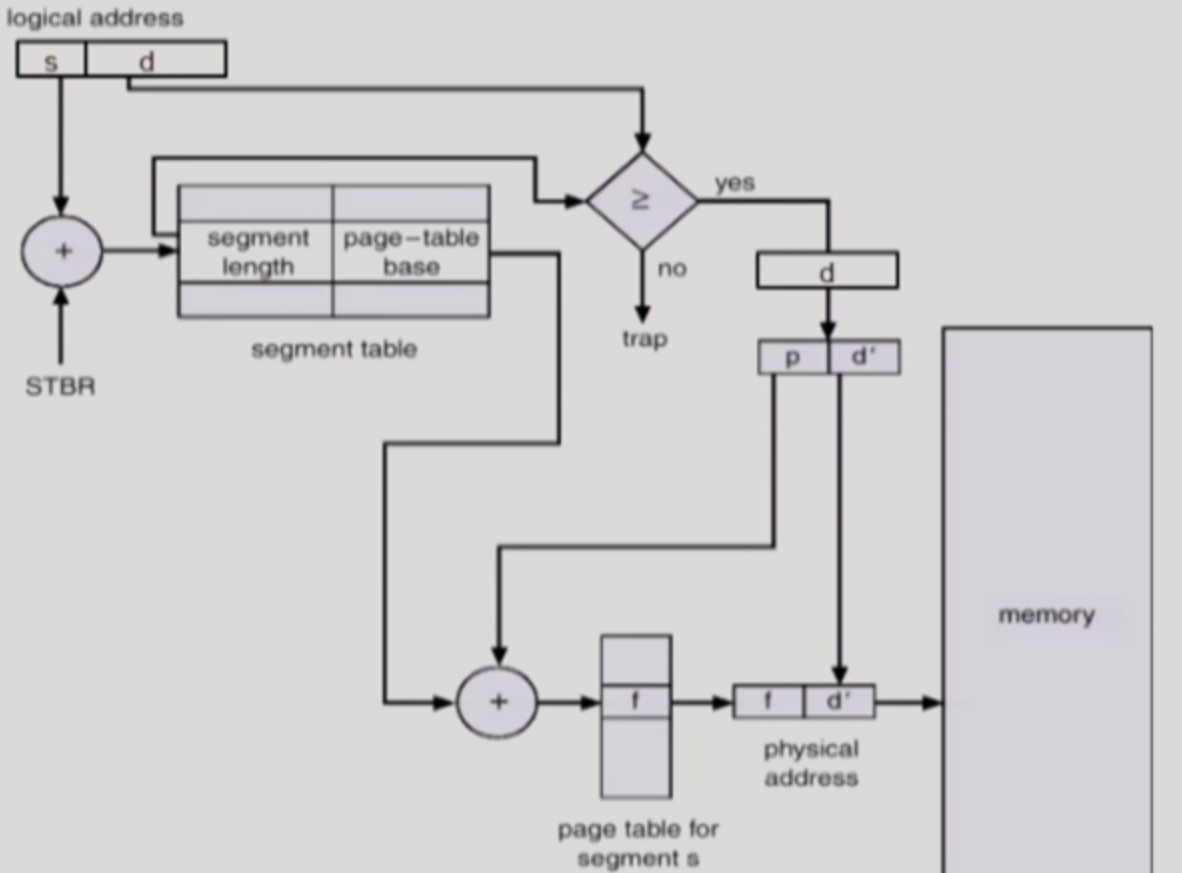 logical address
s d
+
segment length
page-table base
segment table
STBR
≥
yes
no
trap
d
p d'
+
f
f d'
physical
address
page table for
segment s
memory